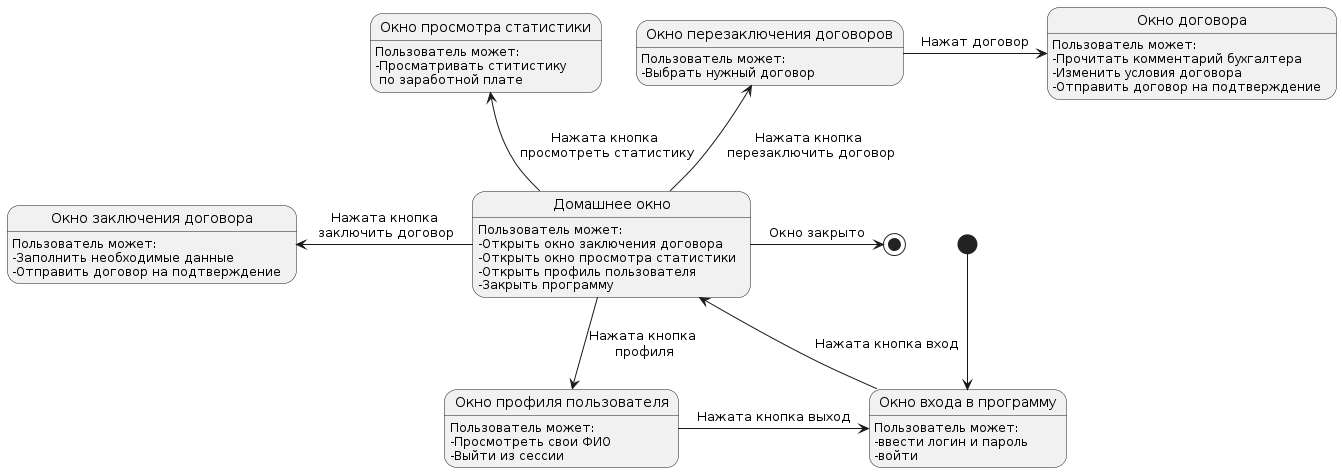 Окно просмотра статистики
Пользователь может:
-Просматривать ститистику
по заработной плате
Окно перезаключения договоров
Пользователь может:
-Выбрать нужный договор
Нажат договор
Окно договора
Пользователь может:
-Прочитать комментарий бухгалтера
-Изменить условия договора
-Отправить договор на подтверждение
Нажата кнопка
просмотреть статистику
Нажата кнопка
перезаключить договор
Окно заключения договора
Пользователь может:
-Заполнить необходимые данные
-Отправить договор на подтверждение
Нажата кнопка
заключить договор
Домашнее окно
Пользователь может:
-Открыть окно заключения договора
-Открыть окно просмотра статистики
-Открыть профиль пользователя
-Закрыть программу
Окно закрыто
Нажата кнопка
профиля
Нажата кнопка вход
Окно профиля пользователя
Пользователь может:
-Просмотреть свои ФИО
-Выйти из сессии
Нажата кнопка выход
Окно входа в программу
Пользователь может:
-ввести логин и пароль
-войти